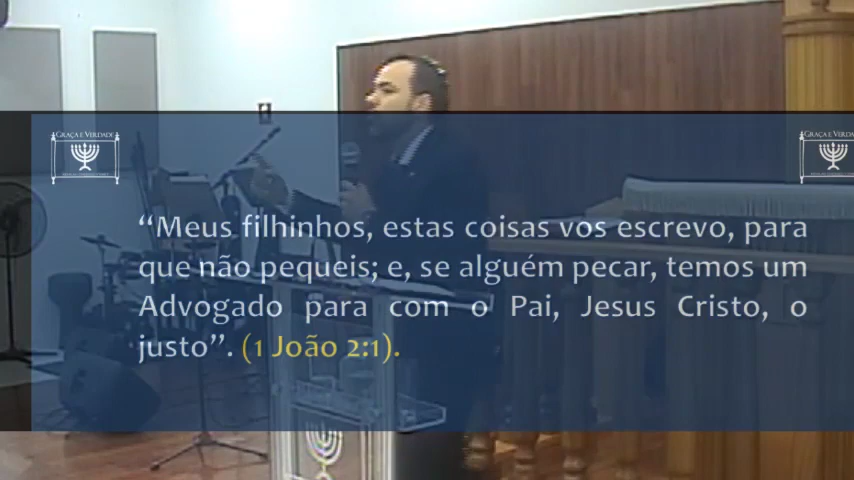 GRAÇA E VERDADE
GRAÇA E VERDA
“Meus filhinhos, estas coisas vos escrevo, para
que não pequeis; e, se alguém pecar, temos um
Advogado para com o Pai, Jesus Cristo, o
justo”. (1 João 2:1).